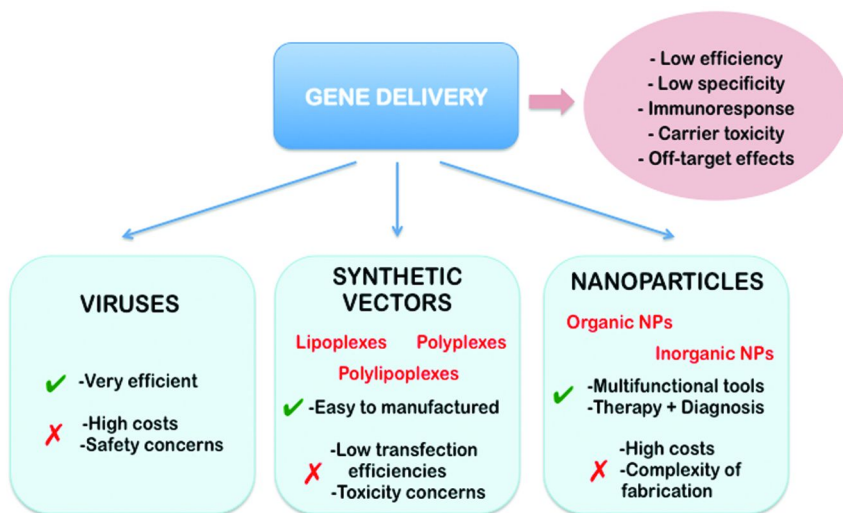 GENE DELIVERY
- Low efficiency
- Low specificity
- Immunoresponse
- Carrier toxicity
- Off-target effects
VIRUSES
-Very efficient
-High costs
-Safety concerns
SYNTHETIC
VECTORS
Lipoplexes Polyplexes
Polylipoplexes
-Easy to manufactured
-Low transfection
efficiencies
-Toxicity concerns
NANOPARTICLES
Organic NPs
Inorganic NPs
-Multifunctional tools
-Therapy + Diagnosis
-High costs
-Complexity of
fabrication